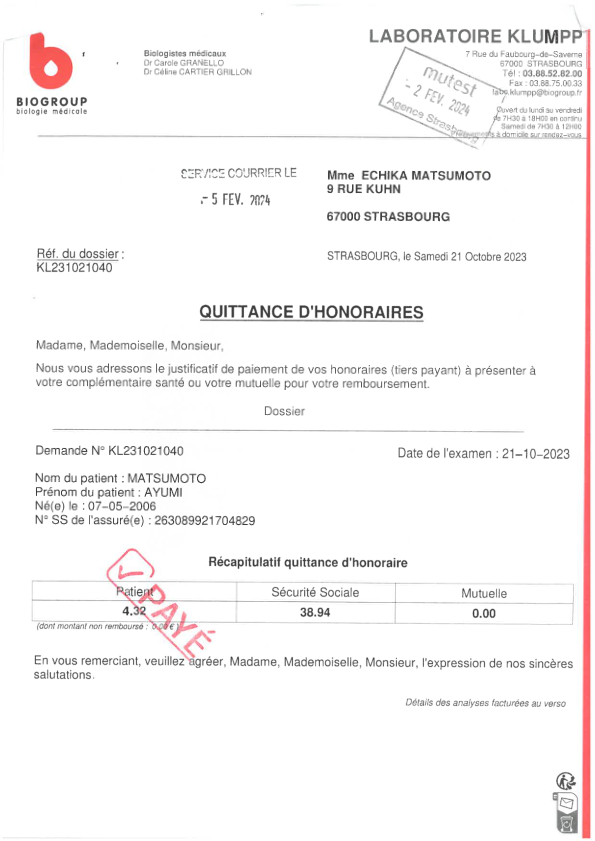 LABORATOIRE KLUMPP
7 Rue du Faubourg-de-Saverne
67000 STRASBOURG
Tél : 03.88.52.82.00
Fax : 03.88.75.00.33
labo.klumpp@biogroup.fr
Ouvert du lundi au vendredi
de 7H30 à 18H00 en continu
Samedi de 7H30 à 12H00
à domicile sur rendez-vous
Biologistes médicaux
Dr Carole GRANELLO
Dr Céline CARTIER GRILLON
b
BIOGROUP
biologie médicale
mutest
- 2 FEV. 2024
Agence Strasbourg
SERVICE COURRIER LE
- 5 FEV. 2024
Mme ECHIKA MATSUMOTO
9 RUE KUHN
67000 STRASBOURG
Réf. du dossier :
KL231021040
STRASBOURG, le Samedi 21 Octobre 2023
QUITTANCE D'HONORAIRES
Madame, Mademoiselle, Monsieur,
Nous vous adressons le justificatif de paiement de vos honoraires (tiers payant) à présenter à
votre complémentaire santé ou votre mutuelle pour votre remboursement.
Dossier
Demande N° KL231021040
Date de l'examen : 21-10-2023
Nom du patient : MATSUMOTO
Prénom du patient : AYUMI
Né(e) le : 07-05-2006
N° SS de l'assuré(e) : 263089921704829
Récapitulatif quittance d'honoraire
Patient Sécurité Sociale Mutuelle
4.32 38.94 0.00
(dont montant non remboursé : 0.00 €)
PAYÉ
En vous remerciant, veuillez agréer, Madame, Mademoiselle, Monsieur, l'expression de nos sincères
salutations.
Détails des analyses facturées au verso